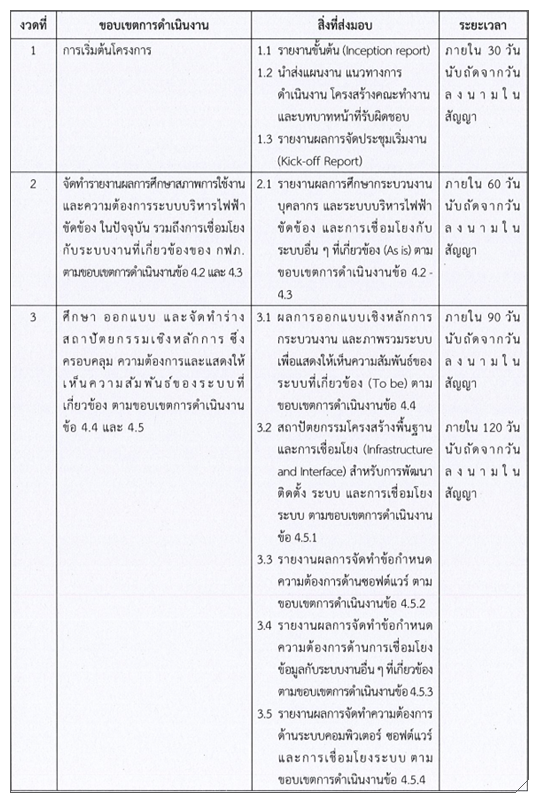 งวดที่ ขอบเขตการดำเนินงาน สิ่งที่ส่งมอบ ระยะเวลา
1 การเริ่มต้นโครงการ
1.1 รายงานขั้นต้น (Inception report)
1.2 นำส่งแผนงาน แนวทางการ
ดำเนินงาน โครงสร้างคณะทำงาน
และบทบาทหน้าที่รับผิดชอบ
1.3 รายงานผลการจัดประชุมเริ่มงาน
(Kick-off Report)
ภายใน 30 วัน
นับถัดจากวัน
ลงนามใน
สัญญา
2 จัดทำรายงานผลการศึกษาสภาพการใช้งาน
และความต้องการระบบบริหารไฟฟ้า
ขัดข้อง ในปัจจุบัน รวมถึงการเชื่อมโยง
กับระบบงานที่เกี่ยวข้องของ กฟภ.
ตามขอบเขตการดำเนินงานข้อ 4.2 และ 4.3
2.1 รายงานผลการศึกษากระบวนงาน
บุคลากร และระบบบริหารไฟฟ้า
ขัดข้อง และการเชื่อมโยงกับ
ระบบอื่น ๆ ที่เกี่ยวข้อง (As is) ตาม
ขอบเขตการดำเนินงานข้อ 4.2 -
4.3
ภายใน 60 วัน
นับถัดจากวัน
ลงนามใน
สัญญา
3 ศึกษา ออกแบบ และจัดทำร่าง
สถาปัตยกรรมเชิงหลักการ ซึ่ง
ครอบคลุม ความต้องการและแสดงให้
เห็นความสัมพันธ์ของระบบที่
เกี่ยวข้อง ตามขอบเขตการดำเนินงาน
ข้อ 4.4 และ 4.5
3.1 ผลการออกแบบเชิงหลักการ
กระบวนงาน และภาพรวมระบบ
เพื่อแสดงให้เห็นความสัมพันธ์ของ
ระบบที่เกี่ยวข้อง (To be) ตาม
ขอบเขตการดำเนินงานข้อ 4.4
3.2 สถาปัตยกรรมโครงสร้างพื้นฐาน
และการเชื่อมโยง (Infrastructure
and Interface) สำหรับการพัฒนา
ติดตั้ง ระบบ และการเชื่อมโยง
ระบบ ตามขอบเขตการดำเนินงาน
ข้อ 4.5.1
3.3 รายงานผลการจัดทำข้อกำหนด
ความต้องการด้านซอฟต์แวร์ ตาม
ขอบเขตการดำเนินงานข้อ 4.5.2
3.4 รายงานผลการจัดทำข้อกำหนด
ความต้องการด้านการเชื่อมโยง
ข้อมูลกับระบบงานอื่น ๆ ที่เกี่ยวข้อง
ตามขอบเขตการดำเนินงานข้อ 4.5.3
3.5 รายงานผลการจัดทำความต้องการ
ด้านระบบคอมพิวเตอร์ ซอฟต์แวร์
และการเชื่อมโยงระบบ ตาม
ขอบเขตการดำเนินงานข้อ 4.5.4
ภายใน 90 วัน
นับถัดจากวัน
ลงนามใน
สัญญา
ภายใน 120 วัน
นับถัดจากวัน
ลงนามใน
สัญญา